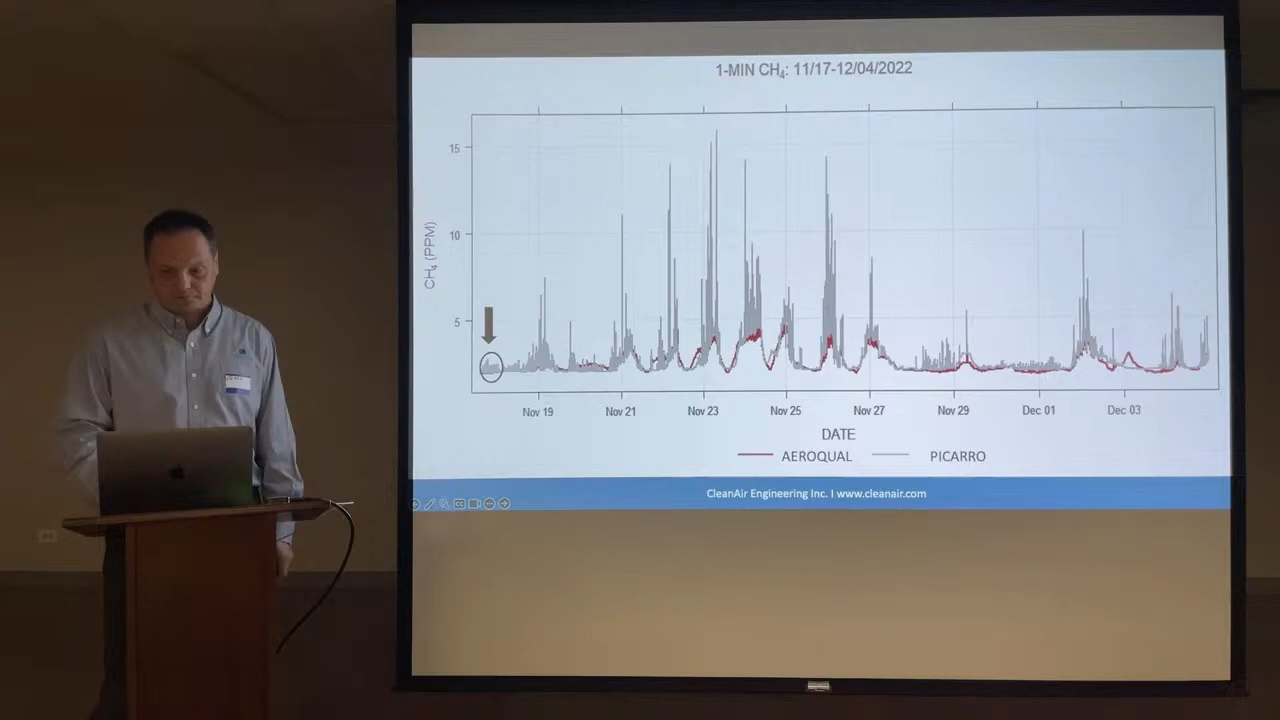 1-MIN CH₄: 11/17-12/04/2022
15
10
5
CH₄ (PPM)
Nov 19 Nov 21 Nov 23 Nov 25 Nov 27 Nov 29 Dec 01 Dec 03
DATE
AEROQUAL PICARRO
CleanAir Engineering Inc. I www.cleanair.com
CC